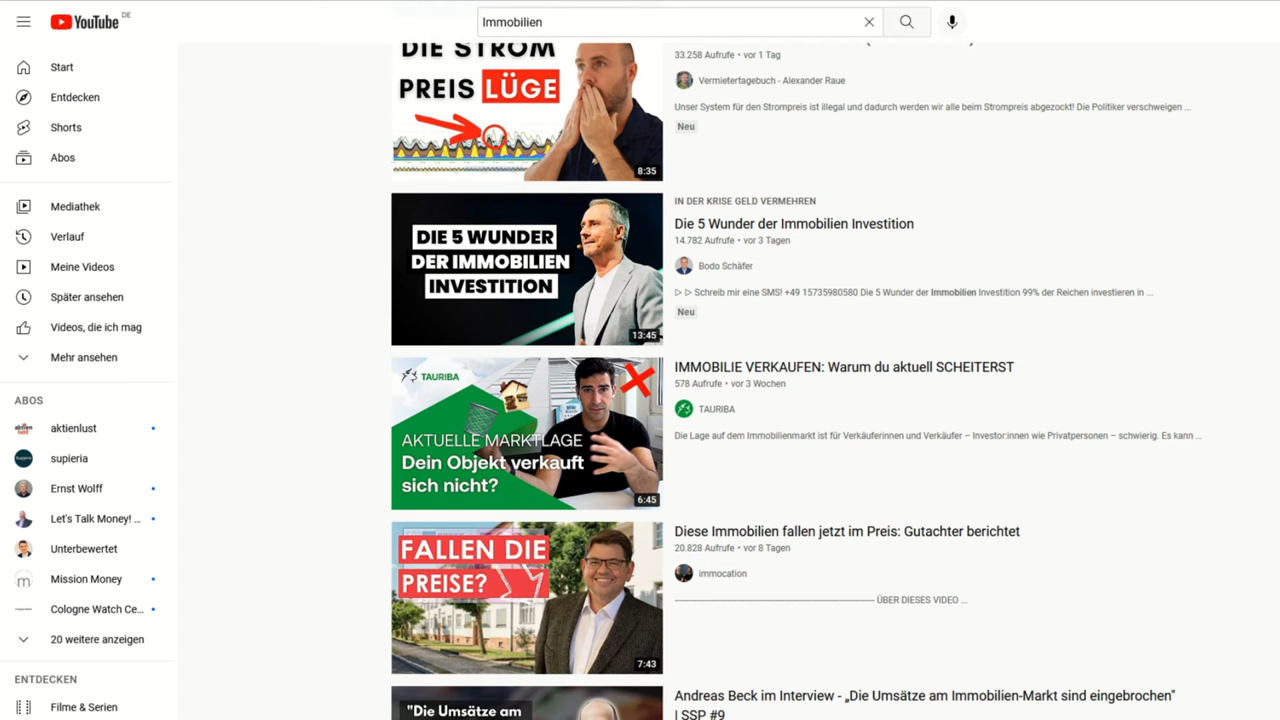 YouTube DE
Immobilien
Start
Entdecken
Shorts
Abos
Mediathek
Verlauf
Meine Videos
Später ansehen
Videos, die ich mag
Mehr ansehen
ABOS
aktienlust
supieria
Ernst Wolff
Let's Talk Money! ...
Unterbewertet
Mission Money
Cologne Watch Ce...
20 weitere anzeigen
ENTDECKEN
Filme & Serien
DIE STROM
PREIS LÜGE
8:35
33.258 Aufrufe • vor 1 Tag
Vermietertagebuch - Alexander Raue
Unser System für den Strompreis ist illegal und dadurch werden wir alle beim Strompreis abgezockt! Die Politiker verschweigen ...
Neu
DIE 5 WUNDER
DER IMMOBILIEN
INVESTITION
13:45
IN DER KRISE GELD VERMEHREN
Die 5 Wunder der Immobilien Investition
14.782 Aufrufe • vor 3 Tagen
Bodo Schäfer
▷ ▷ Schreib mir eine SMS! +49 15735980580 Die 5 Wunder der Immobilien Investition 99% der Reichen investieren in ...
Neu
TAURIBA
AKTUELLE MARKTLAGE
Dein Objekt verkauft
sich nicht?
6:45
IMMOBILIE VERKAUFEN: Warum du aktuell SCHEITERST
578 Aufrufe • vor 3 Wochen
TAURIBA
Die Lage auf dem Immobilienmarkt ist für Verkäuferinnen und Verkäufer – Investor:innen wie Privatpersonen – schwierig. Es kann ...
FALLEN DIE
PREISE?
7:43
Diese Immobilien fallen jetzt im Preis: Gutachter berichtet
20.828 Aufrufe • vor 8 Tagen
immocation
ÜBER DIESES VIDEO ...
"Die Umsätze am
Andreas Beck im Interview - „Die Umsätze am Immobilien-Markt sind eingebrochen"
| SSP #9